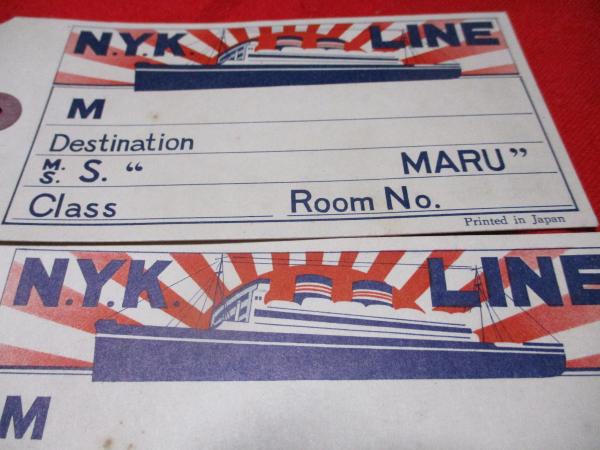 N.Y.K. LINE
M
Destination
M.S. S. “ MARU”
Class Room No.
Printed in Japan
N.Y.K. LINE
M